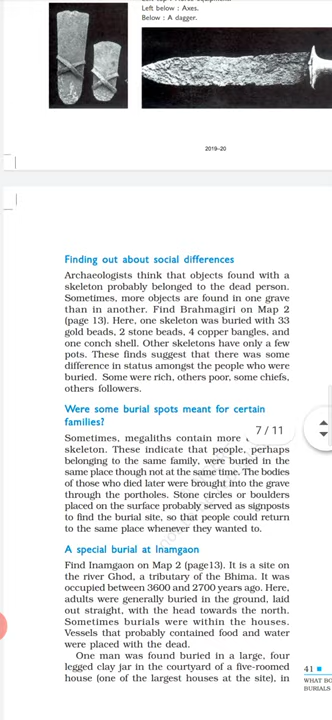 Left below : Axes.
Below : A dagger.
2019–20
Finding out about social differences
Archaeologists think that objects found with a
skeleton probably belonged to the dead person.
Sometimes, more objects are found in one grave
than in another. Find Brahmagiri on Map 2
(page 13). Here, one skeleton was buried with 33
gold beads, 2 stone beads, 4 copper bangles, and
one conch shell. Other skeletons have only a few
pots. These finds suggest that there was some
difference in status amongst the people who were
buried. Some were rich, others poor, some chiefs,
others followers.
Were some burial spots meant for certain
families?
7 / 11
Sometimes, megaliths contain more
skeleton. These indicate that people, perhaps
belonging to the same family, were buried in the
same place though not at the same time. The bodies
of those who died later were brought into the grave
through the portholes. Stone circles or boulders
placed on the surface probably served as signposts
to find the burial site, so that people could return
to the same place whenever they wanted to.
A special burial at Inamgaon
Find Inamgaon on Map 2 (page13). It is a site on
the river Ghod, a tributary of the Bhima. It was
occupied between 3600 and 2700 years ago. Here,
adults were generally buried in the ground, laid
out straight, with the head towards the north.
Sometimes burials were within the houses.
Vessels that probably contained food and water
were placed with the dead.
One man was found buried in a large, four
legged clay jar in the courtyard of a five-roomed
house (one of the largest houses at the site), in
41
WHAT BO
BURIALS